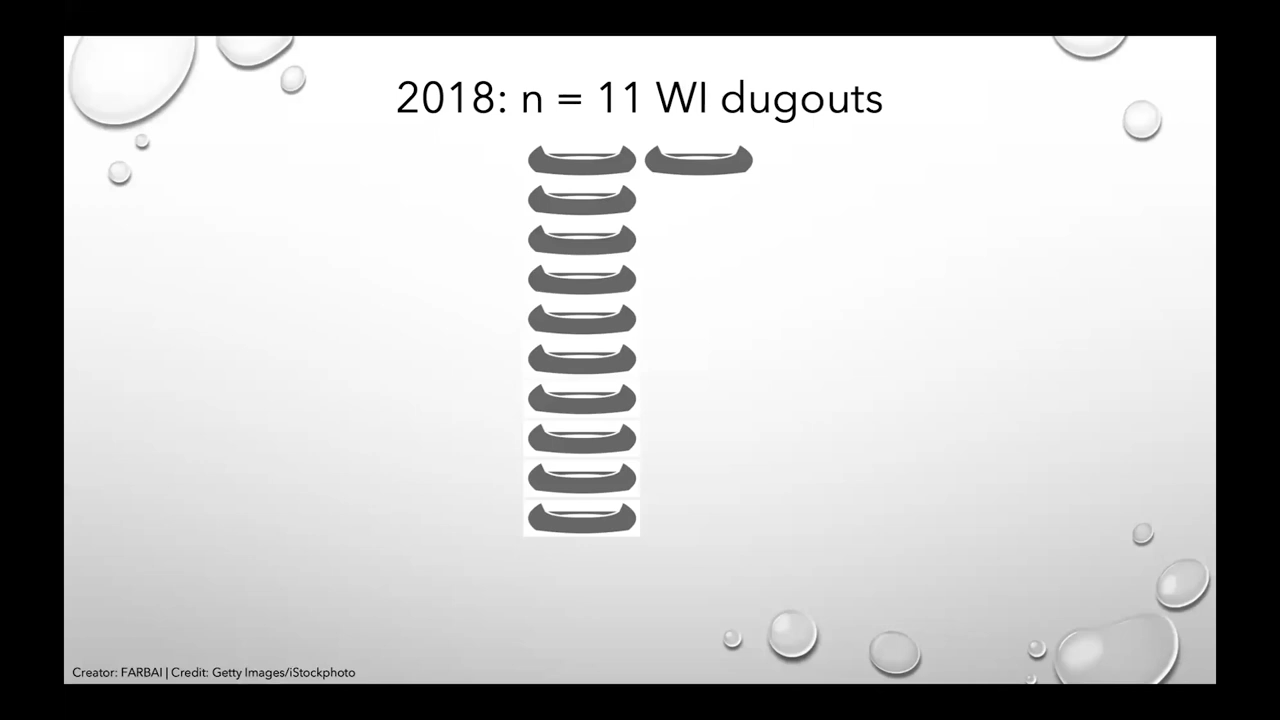 2018: n = 11 WI dugouts
Creator: FARBAI | Credit: Getty Images/iStockphoto